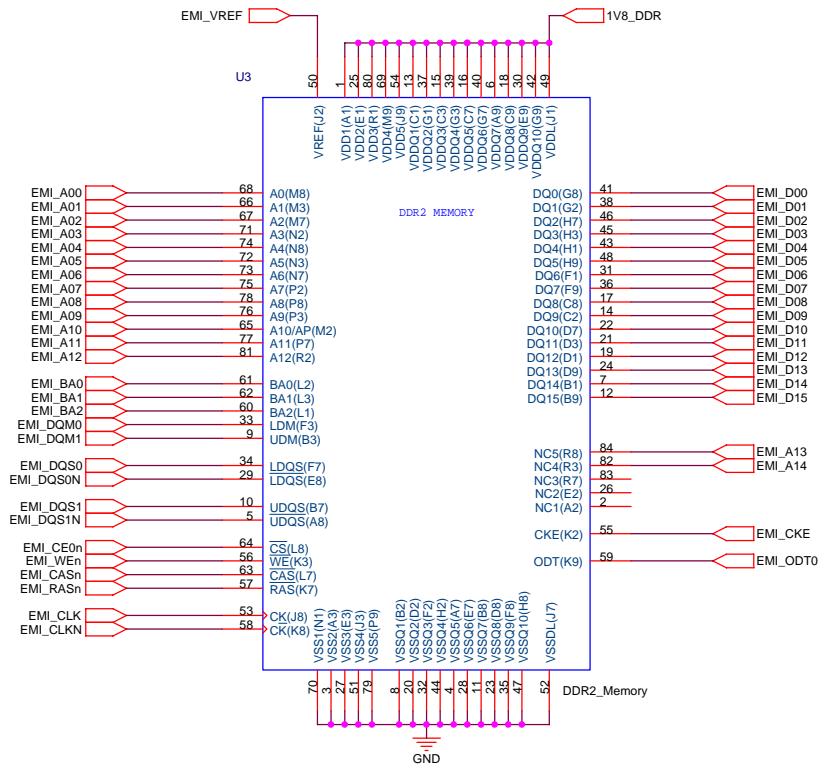 EMI_VREF
1V8_DDR
U3
50
1
25
80
69
54
13
37
15
39
16
40
6
18
30
42
49
VREF(J2)
VDD1(A1)
VDD2(E1)
VDD3(R1)
VDD4(M9)
VDD5(J9)
VDDQ1(C1)
VDDQ2(G1)
VDDQ3(C3)
VDDQ4(G3)
VDDQ5(C7)
VDDQ6(G7)
VDDQ7(A9)
VDDQ8(C9)
VDDQ9(E9)
VDDQ10(G9)
VDDL(J1)
DDR2 MEMORY
EMI_A00 68 A0(M8)
EMI_A01 66 A1(M3)
EMI_A02 67 A2(M7)
EMI_A03 71 A3(N2)
EMI_A04 74 A4(N8)
EMI_A05 72 A5(N3)
EMI_A06 73 A6(N7)
EMI_A07 75 A7(P2)
EMI_A08 78 A8(P8)
EMI_A09 76 A9(P3)
EMI_A10 65 A10/AP(M2)
EMI_A11 77 A11(P7)
EMI_A12 81 A12(R2)
EMI_BA0 61 BA0(L2)
EMI_BA1 62 BA1(L3)
EMI_BA2 60 BA2(L1)
EMI_DQM0 33 LDM(F3)
EMI_DQM1 9 UDM(B3)
EMI_DQS0 34 LDQS(F7)
EMI_DQS0N 29 LDQS(E8)
EMI_DQS1 10 UDQS(B7)
EMI_DQS1N 5 UDQS(A8)
EMI_CE0n 64 CS(L8)
EMI_WEn 56 WE(K3)
EMI_CASn 63 CAS(L7)
EMI_RASn 57 RAS(K7)
EMI_CLK 53 CK(J8)
EMI_CLKN 58 CK(K8)
DQ0(G8) 41 EMI_D00
DQ1(G2) 38 EMI_D01
DQ2(H7) 46 EMI_D02
DQ3(H3) 45 EMI_D03
DQ4(H1) 43 EMI_D04
DQ5(H9) 48 EMI_D05
DQ6(F1) 31 EMI_D06
DQ7(F9) 36 EMI_D07
DQ8(C8) 17 EMI_D08
DQ9(C2) 14 EMI_D09
DQ10(D7) 22 EMI_D10
DQ11(D3) 21 EMI_D11
DQ12(D1) 19 EMI_D12
DQ13(D9) 24 EMI_D13
DQ14(B1) 7 EMI_D14
DQ15(B9) 12 EMI_D15
NC5(R8) 84 EMI_A13
NC4(R3) 82 EMI_A14
NC3(R7) 83
NC2(E2) 26
NC1(A2) 2
CKE(K2) 55 EMI_CKE
ODT(K9) 59 EMI_ODT0
VSS1(N1)
VSS2(A3)
VSS3(E3)
VSS4(J3)
VSS5(P9)
VSSQ1(B2)
VSSQ2(D2)
VSSQ3(F2)
VSSQ4(H2)
VSSQ5(A7)
VSSQ6(E7)
VSSQ7(B8)
VSSQ8(D8)
VSSQ9(F8)
VSSQ10(H8)
VSSDL(J7)
70
3
27
51
79
8
20
32
44
4
28
11
23
35
47
52
DDR2_Memory
GND